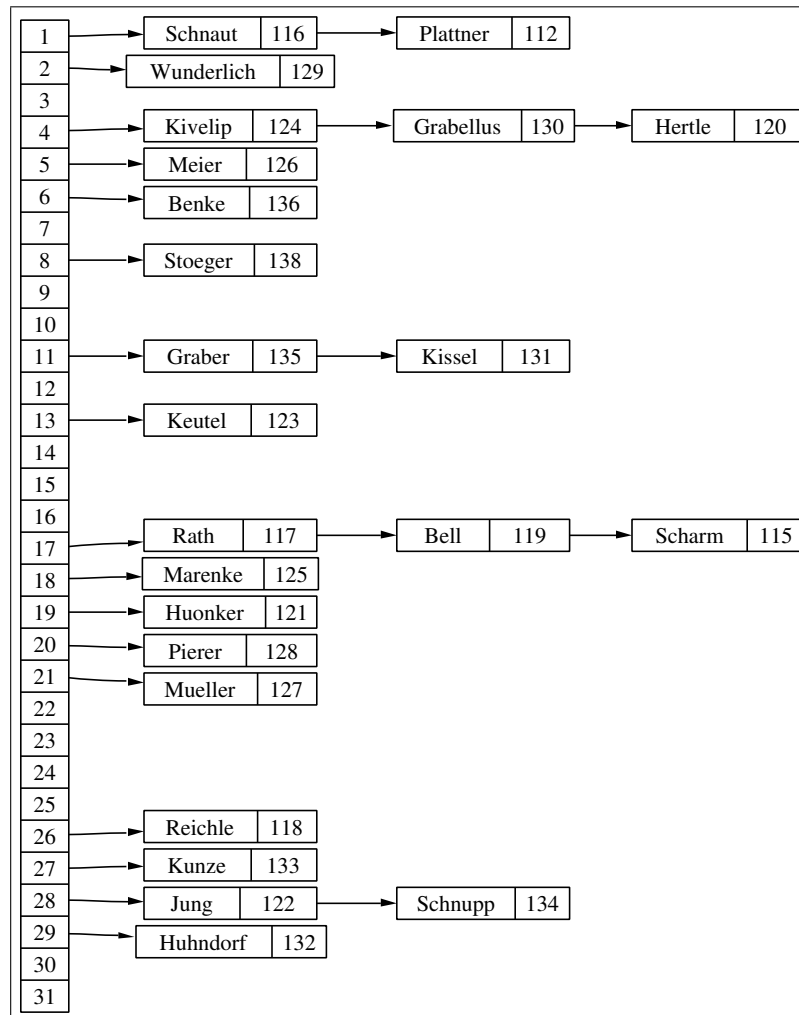 1 Schnaut 116 Plattner 112
2 Wunderlich 129
3
4 Kivelip 124 Grabellus 130 Hertle 120
5 Meier 126
6 Benke 136
7
8 Stoeger 138
9
10
11 Graber 135 Kissel 131
12
13 Keutel 123
14
15
16
17 Rath 117 Bell 119 Scharm 115
18 Marenke 125
19 Huonker 121
20 Pierer 128
21 Mueller 127
22
23
24
25
26 Reichle 118
27 Kunze 133
28 Jung 122 Schnupp 134
29 Huhndorf 132
30
31